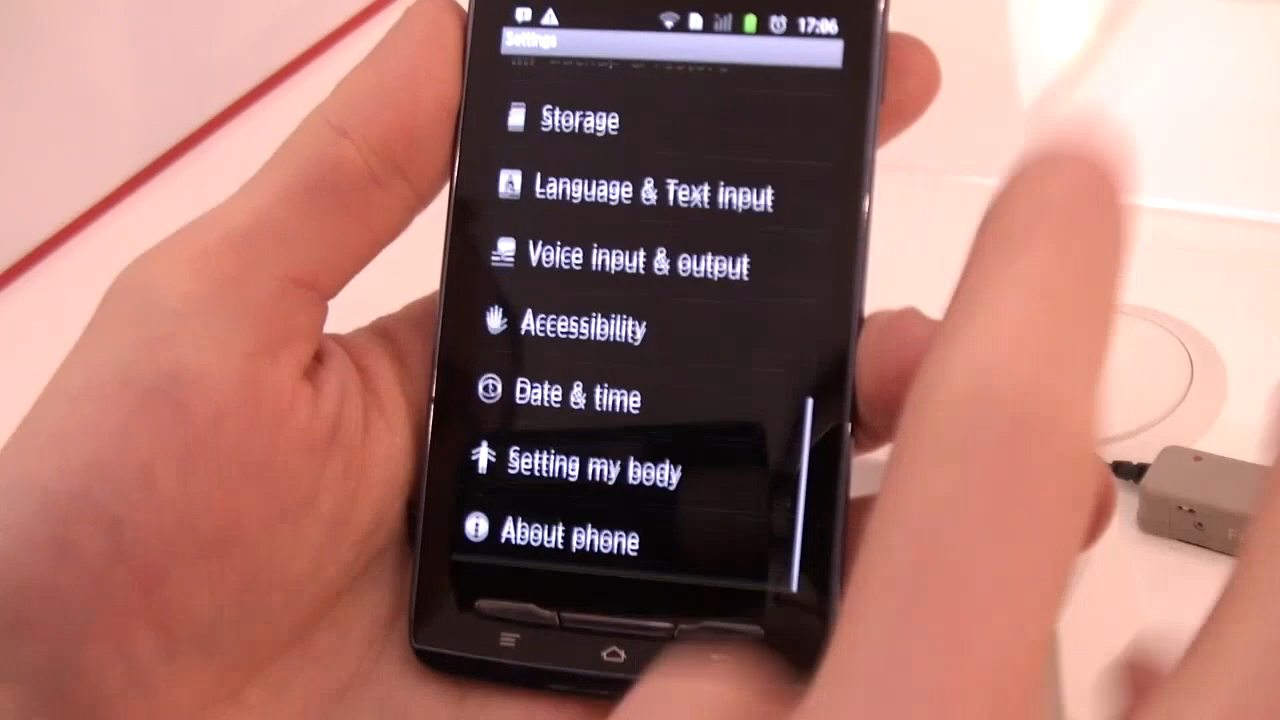 17:06
Settings
Storage
Language & Text input
Voice input & output
Accessibility
Date & time
Setting my body
About phone